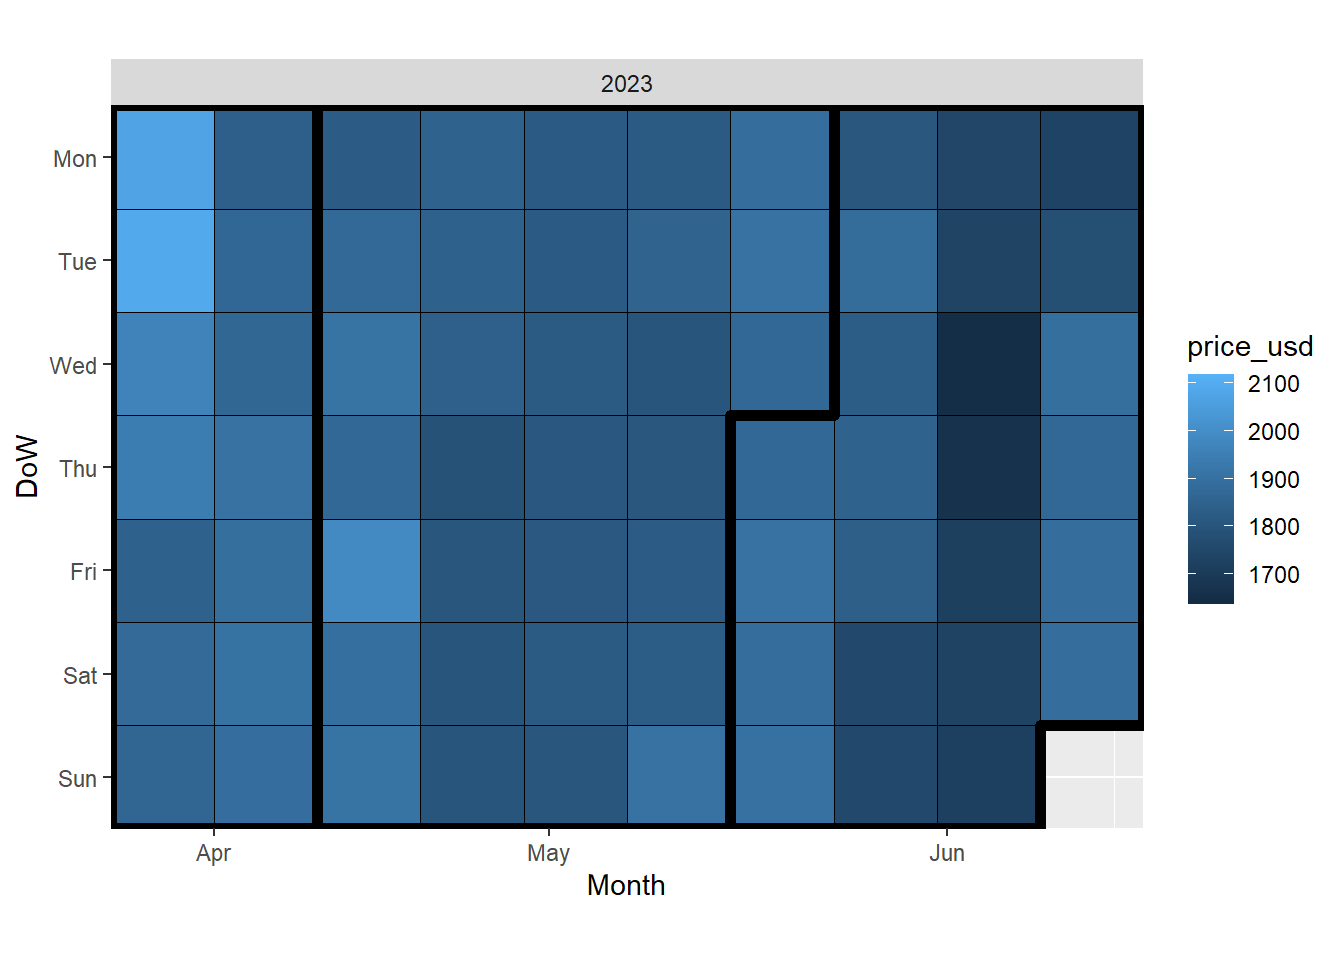 2023
Mon
Tue
Wed
Thu
Fri
Sat
Sun
DoW
Apr May Jun
Month
price_usd
2100
2000
1900
1800
1700